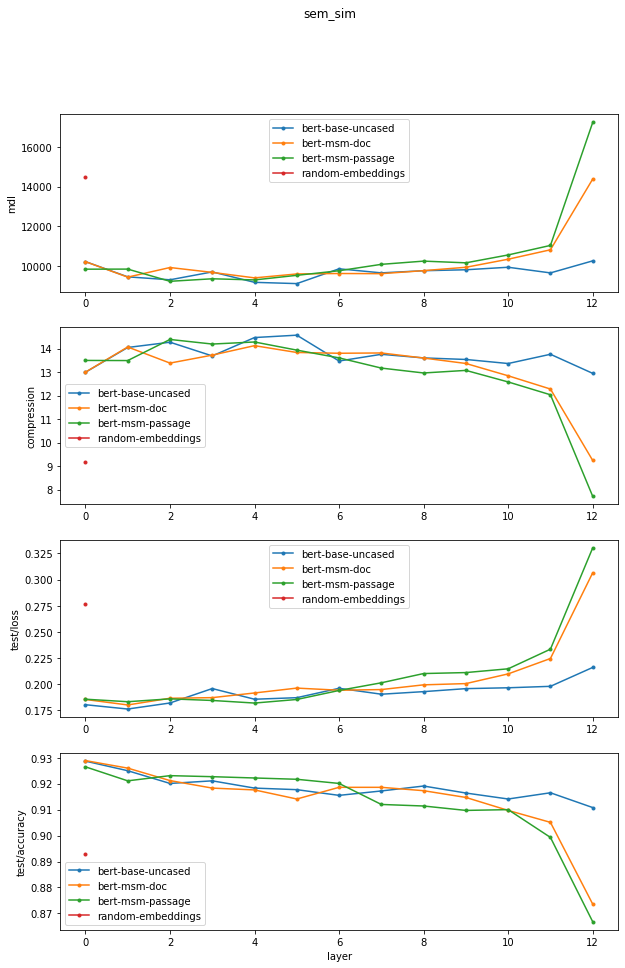 sem_sim
mdl
16000
14000
12000
10000
bert-base-uncased
bert-msm-doc
bert-msm-passage
random-embeddings
0 2 4 6 8 10 12
compression
14
13
12
11
10
9
8
bert-base-uncased
bert-msm-doc
bert-msm-passage
random-embeddings
0 2 4 6 8 10 12
test/loss
0.325
0.300
0.275
0.250
0.225
0.200
0.175
bert-base-uncased
bert-msm-doc
bert-msm-passage
random-embeddings
0 2 4 6 8 10 12
test/accuracy
0.93
0.92
0.91
0.90
0.89
0.88
0.87
bert-base-uncased
bert-msm-doc
bert-msm-passage
random-embeddings
0 2 4 6 8 10 12
layer